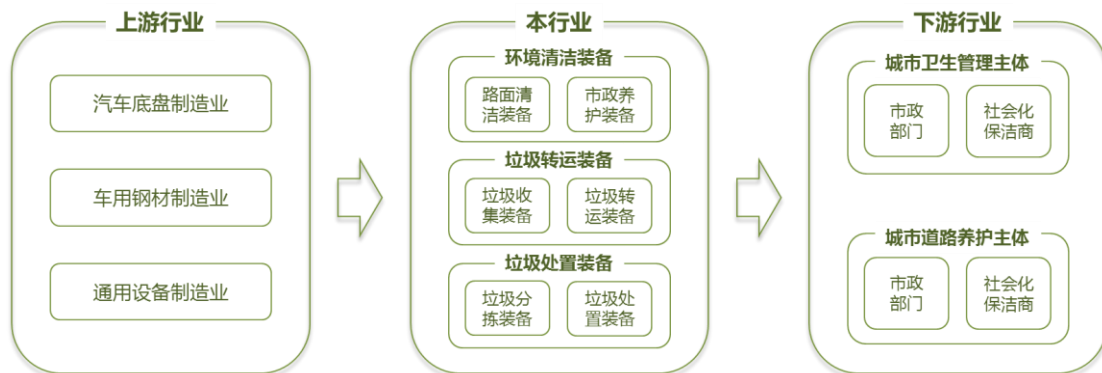 上游行业
汽车底盘制造业
车用钢材制造业
通用设备制造业
本行业
环境清洁装备
路面清
洁装备
市政养
护装备
垃圾转运装备
垃圾收
集装备
垃圾转
运装备
垃圾处置装备
垃圾分
拣装备
垃圾处
置装备
下游行业
城市卫生管理主体
市政
部门
社会化
保洁商
城市道路养护主体
市政
部门
社会化
保洁商